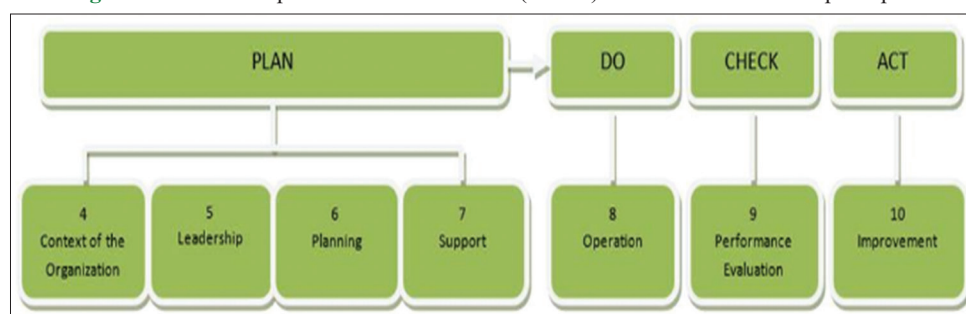 PLAN
DO
CHECK
ACT
4
Context of the
Organization
5
Leadership
6
Planning
7
Support
8
Operation
9
Performance
Evaluation
10
Improvement